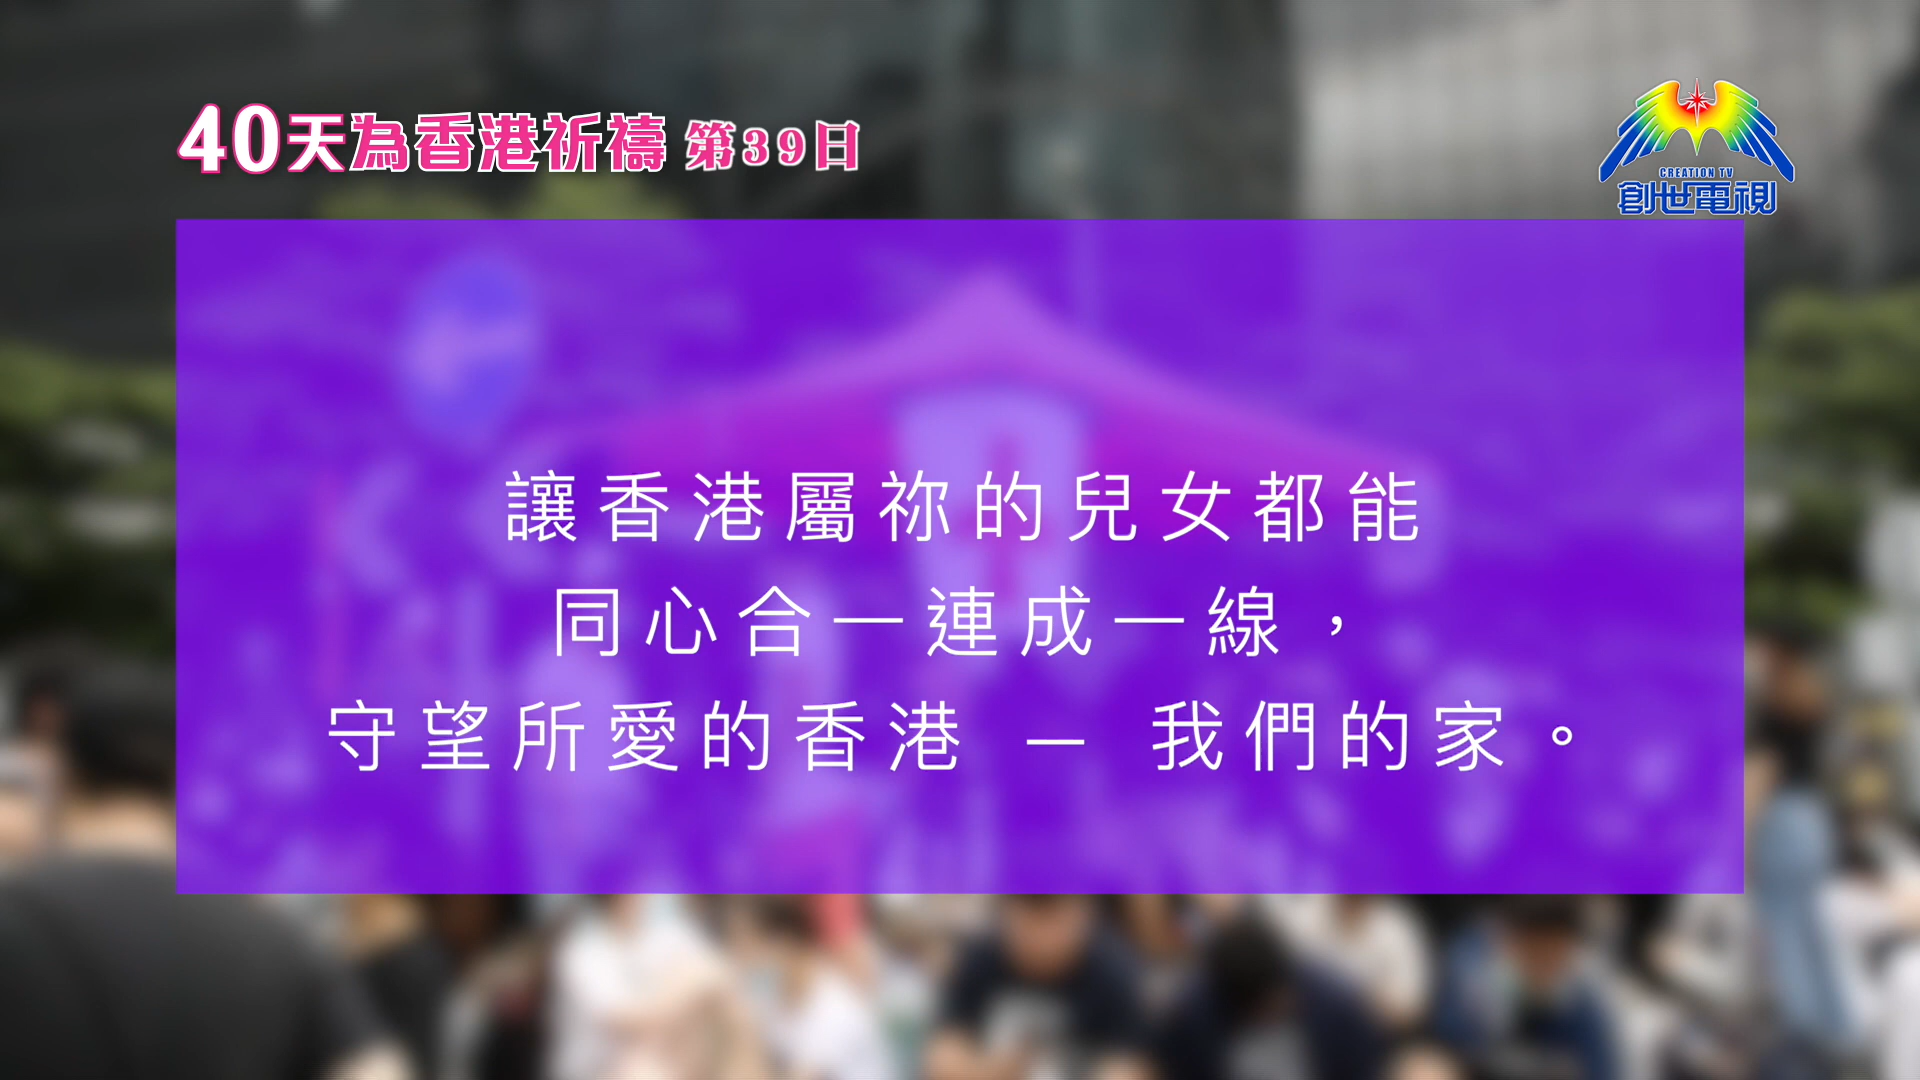 40天為香港祈禱 第39日
CREATION TV
創世電視
讓香港屬祢的兒女都能
同心合一連成一線，
守望所愛的香港 — 我們的家。